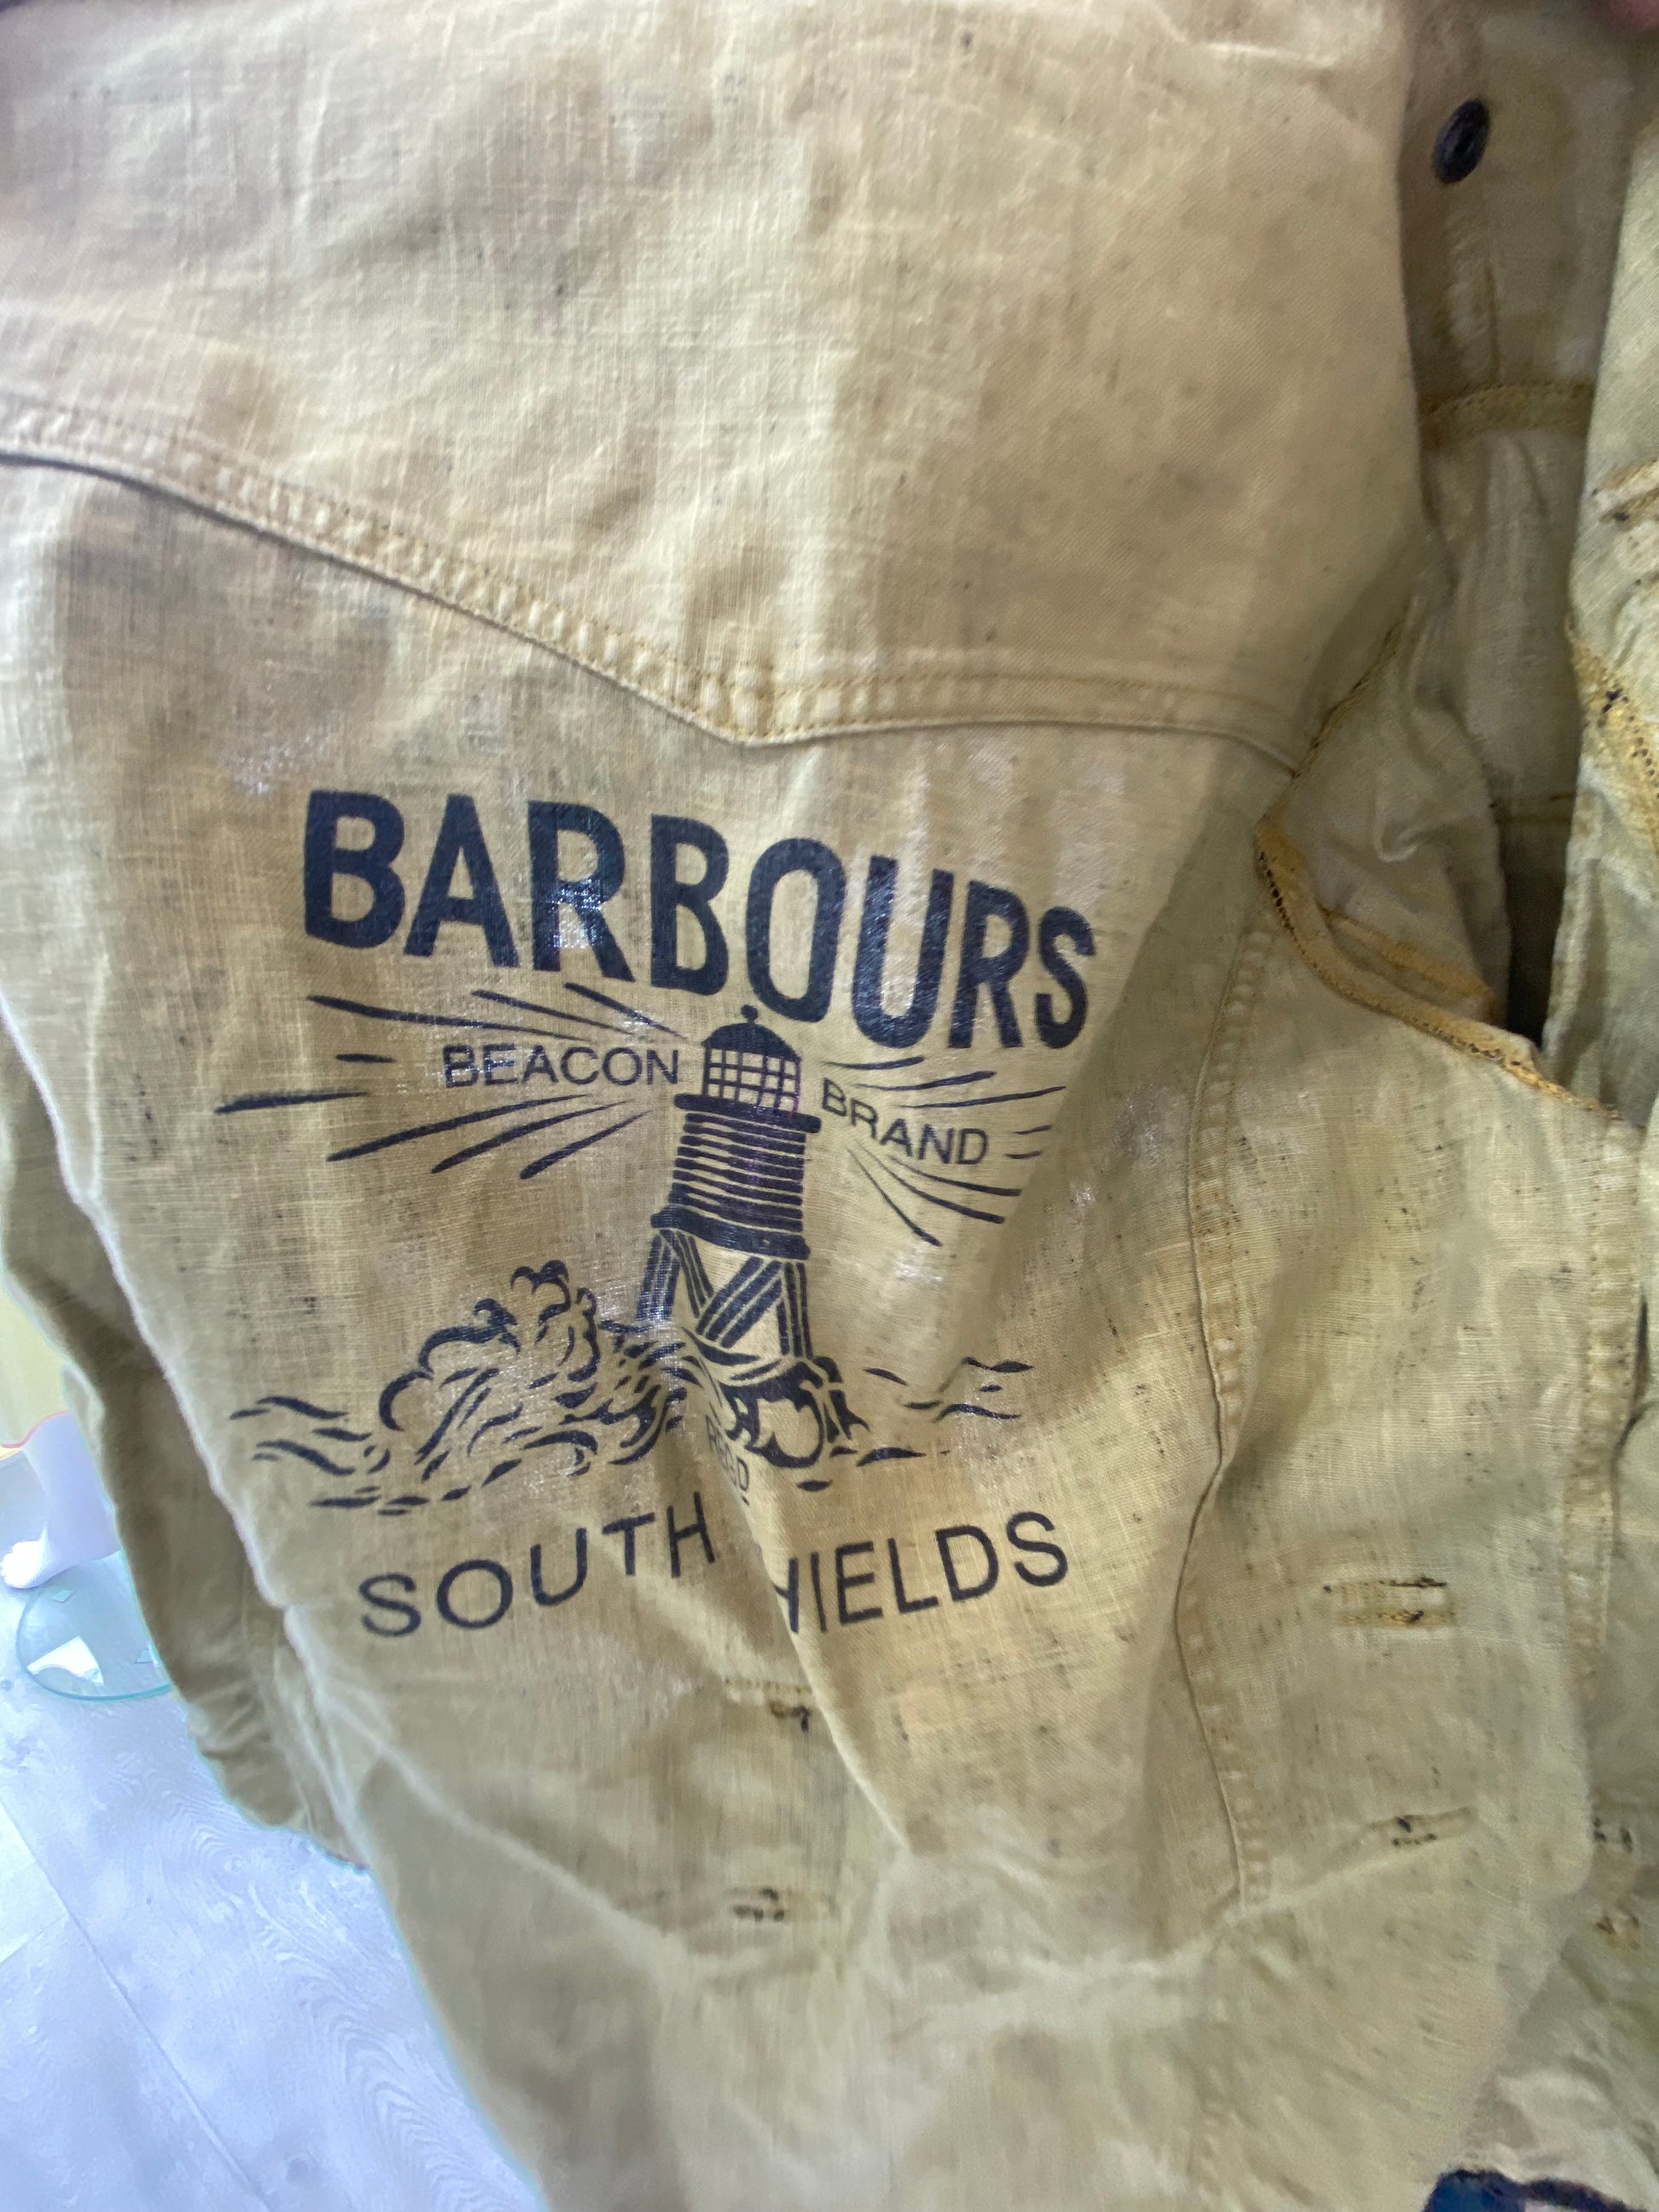 BARBOURS
BEACON BRAND
REGD
SOUTH HIELDS